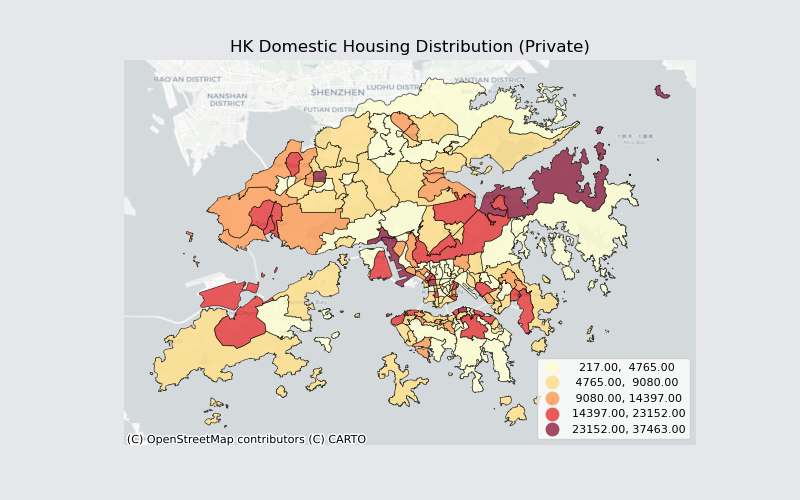 HK Domestic Housing Distribution (Private)
BAO'AN DISTRICT
YANTIAN DISTRICT
LUOHU DISTRICT
NANSHAN
DISTRICT
SHENZHEN
FUTIAN DISTRICT
217.00, 4765.00
4765.00, 9080.00
9080.00, 14397.00
14397.00, 23152.00
23152.00, 37463.00
(C) OpenStreetMap contributors (C) CARTO